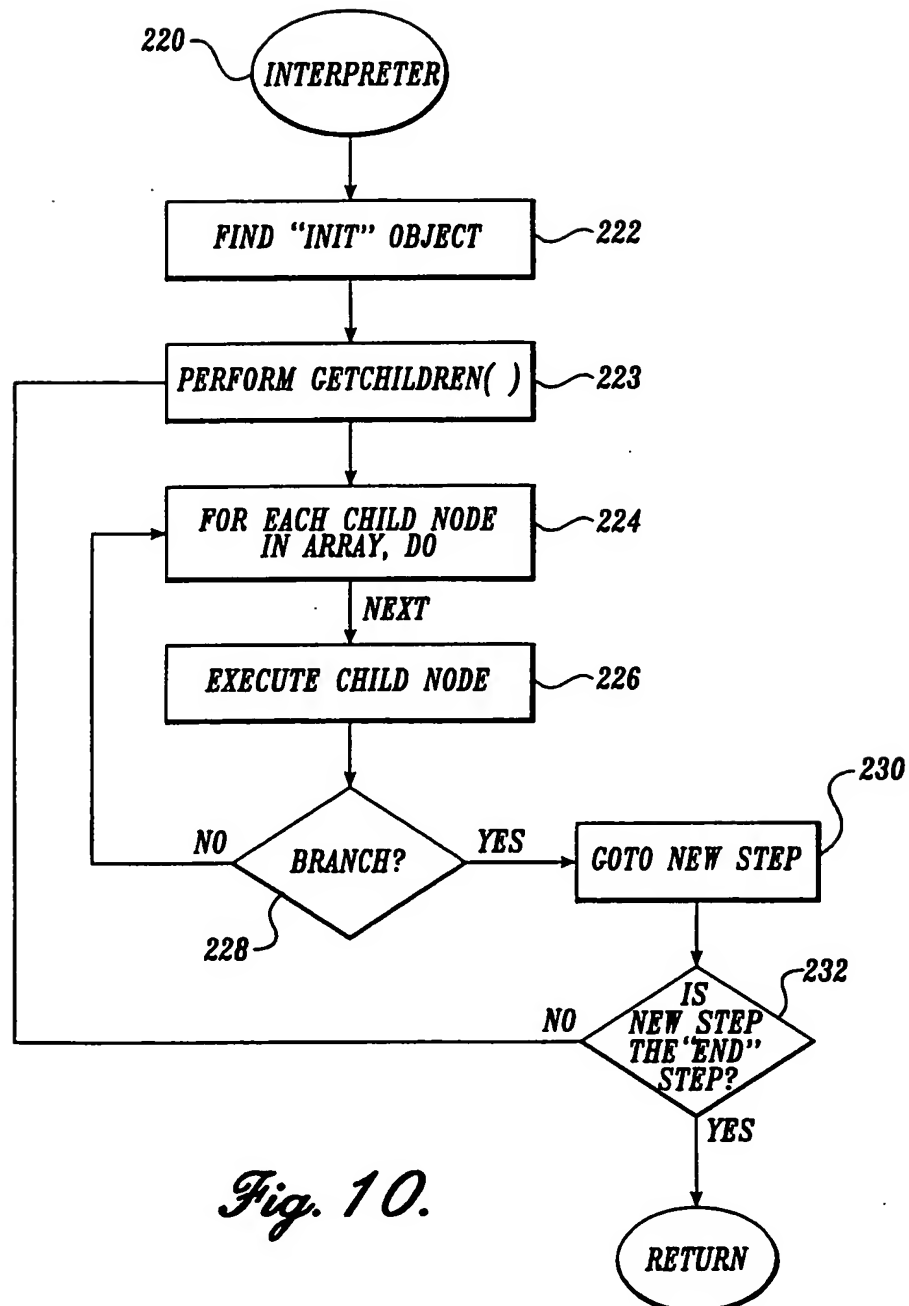 220
INTERPRETER
FIND "INIT" OBJECT
222
PERFORM GETCHILDREN( )
223
FOR EACH CHILD NODE
IN ARRAY, DO
224
NEXT
EXECUTE CHILD NODE
226
230
NO
BRANCH?
YES
GOTO NEW STEP
228
232
NO
IS
NEW STEP
THE "END"
STEP?
YES
Fig. 10.
RETURN